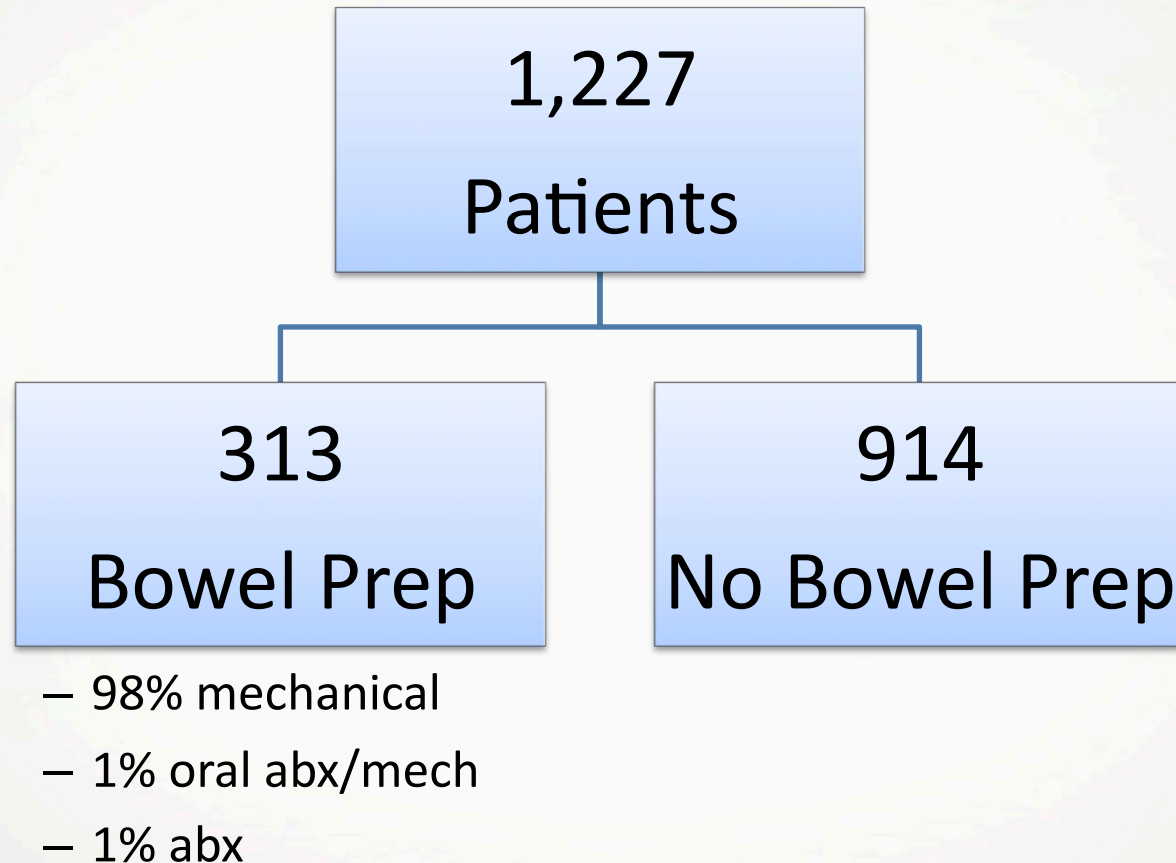 1,227
Patients
313
Bowel Prep
914
No Bowel Prep
– 98% mechanical
– 1% oral abx/mech
– 1% abx